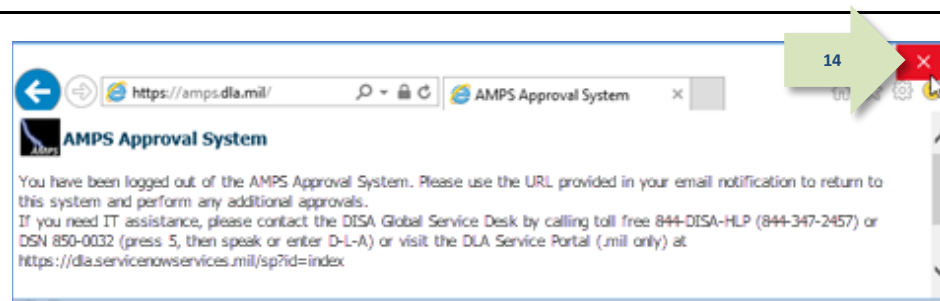 14
https://amps.dla.mil/
AMPS Approval System
AMPS Approval System
You have been logged out of the AMPS Approval System. Please use the URL provided in your email notification to return to
this system and perform any additional approvals.
If you need IT assistance, please contact the DISA Global Service Desk by calling toll free 844-DISA-HLP (844-347-2457) or
DSN 850-0032 (press 5, then speak or enter D-L-A) or visit the DLA Service Portal (.mil only) at
https://dla.servicenowservices.mil/sp?id=index